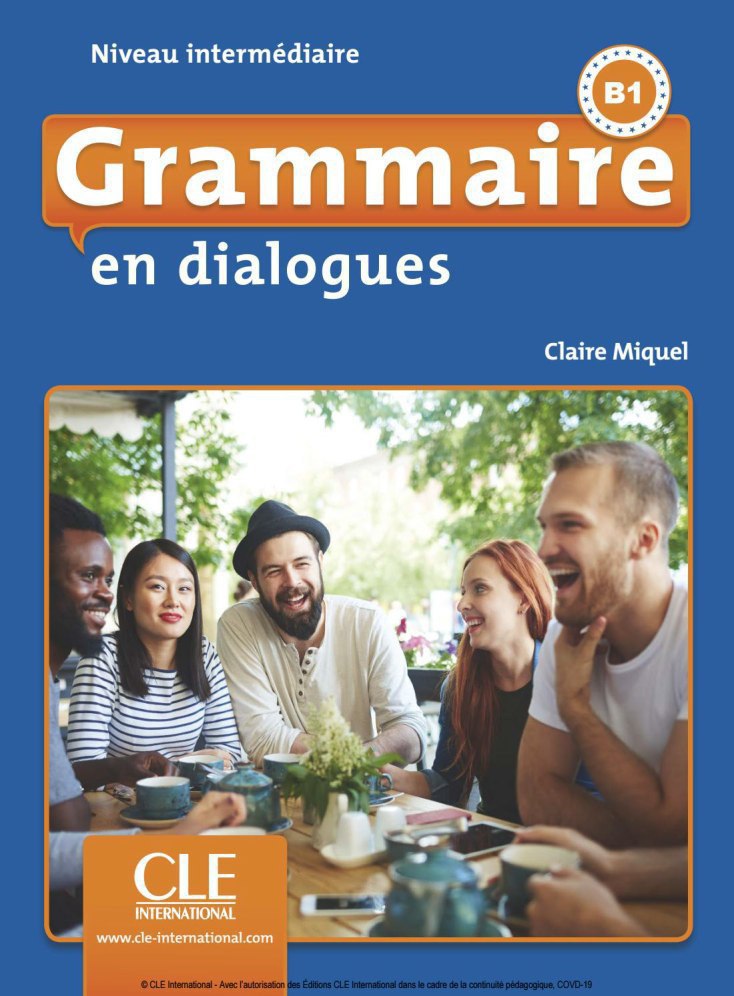 Niveau intermédiaire
B1
Grammaire
en dialogues
Claire Miquel
CLE
INTERNATIONAL
www.cle-international.com
© CLE International - Avec l'autorisation des Éditions CLE International dans le cadre de la continuité pédagogique, COVD-19